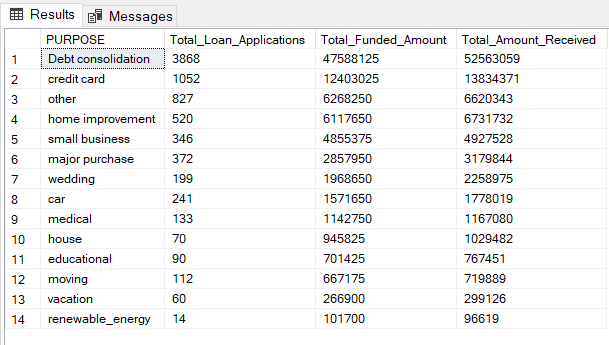 Results Messages
PURPOSE Total_Loan_Applications Total_Funded_Amount Total_Amount_Received
1 Debt consolidation 3868 47588125 52563059
2 credit card 1052 12403025 13834371
3 other 827 6268250 6620343
4 home improvement 520 6117650 6731732
5 small business 346 4855375 4927528
6 major purchase 372 2857950 3179844
7 wedding 199 1968650 2258975
8 car 241 1571650 1778019
9 medical 133 1142750 1167080
10 house 70 945825 1029482
11 educational 90 701425 767451
12 moving 112 667175 719889
13 vacation 60 266900 299126
14 renewable_energy 14 101700 96619